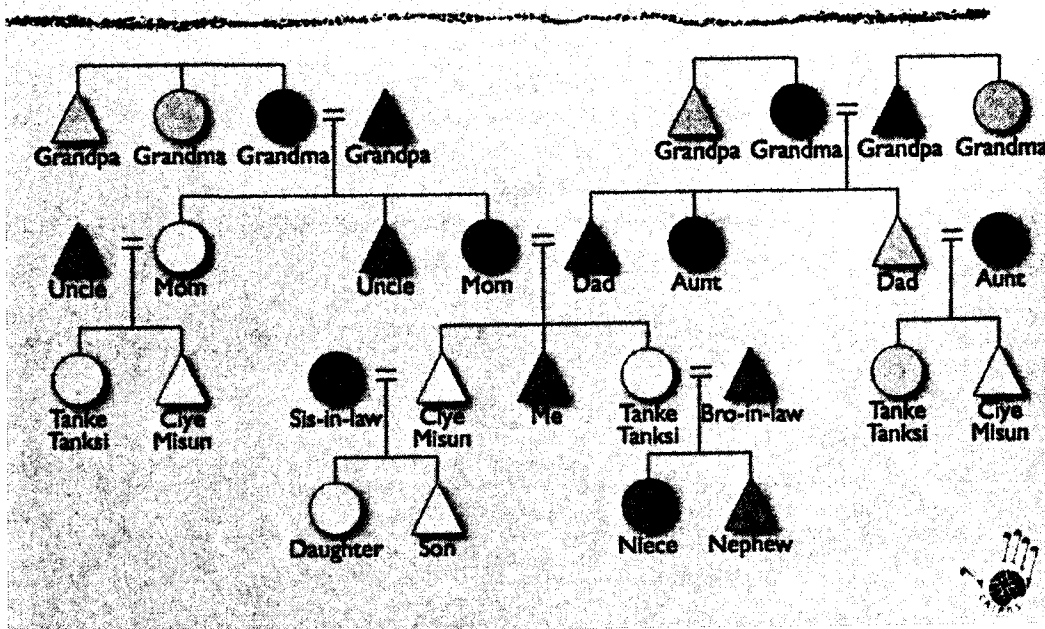 Grandpa Grandma Grandma Grandpa Grandpa Grandma Grandpa Grandma
Uncle Mom Uncle Mom Dad Aunt Dad Aunt
Tanke Ciye Sis-in-law Ciye Me Tanke Bro-in-law Tanke Ciye
Tanksi Misun Misun Tanksi Tanksi Misun
Daughter Son Niece Nephew